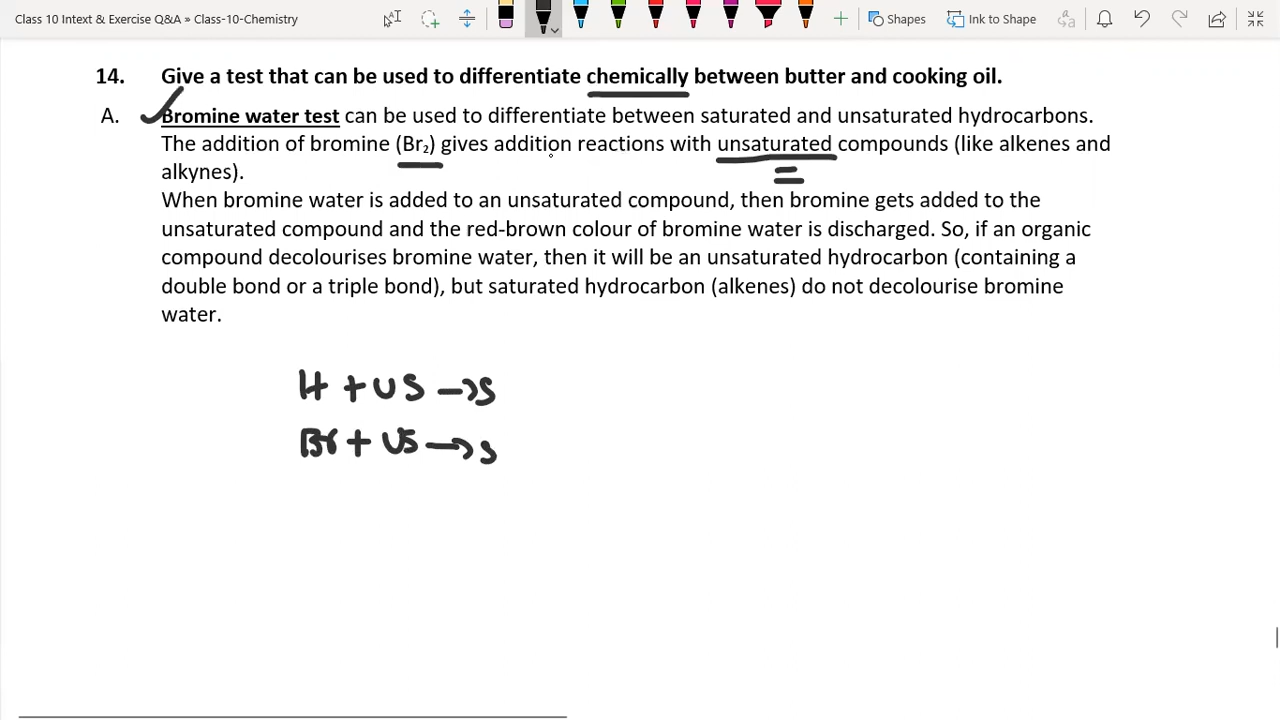 Class 10 Intext & Exercise Q&A » Class-10-Chemistry
Shapes
Ink to Shape
14. Give a test that can be used to differentiate chemically between butter and cooking oil.
A. Bromine water test can be used to differentiate between saturated and unsaturated hydrocarbons.
The addition of bromine (Br₂) gives addition reactions with unsaturated compounds (like alkenes and
alkynes).
When bromine water is added to an unsaturated compound, then bromine gets added to the
unsaturated compound and the red-brown colour of bromine water is discharged. So, if an organic
compound decolourises bromine water, then it will be an unsaturated hydrocarbon (containing a
double bond or a triple bond), but saturated hydrocarbon (alkenes) do not decolourise bromine
water.
H + US → S
Br + US → S